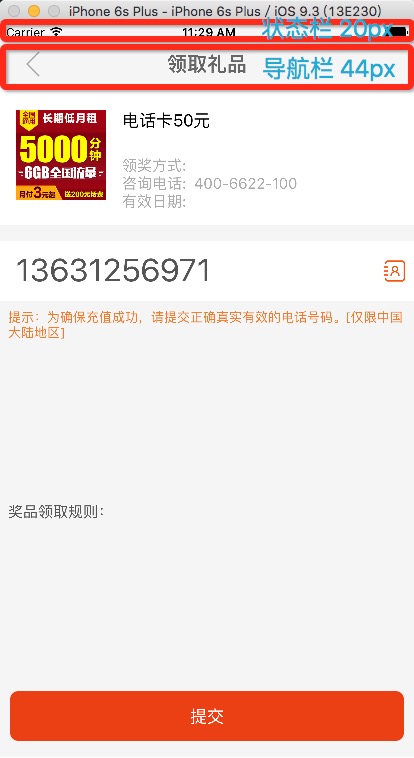 iPhone 6s Plus - iPhone 6s Plus / iOS 9.3 (13E230)
Carrier 11:29 AM 状态栏 20px
领取礼品 导航栏 44px
全国
适用
长期低月租
5000分钟
6GB全国流量
月付3元起 送200元话费
电话卡50元
领奖方式:
咨询电话: 400-6622-100
有效日期:
13631256971
提示：为确保充值成功，请提交正确真实有效的电话号码。[仅限中国
大陆地区]
奖品领取规则：
提交